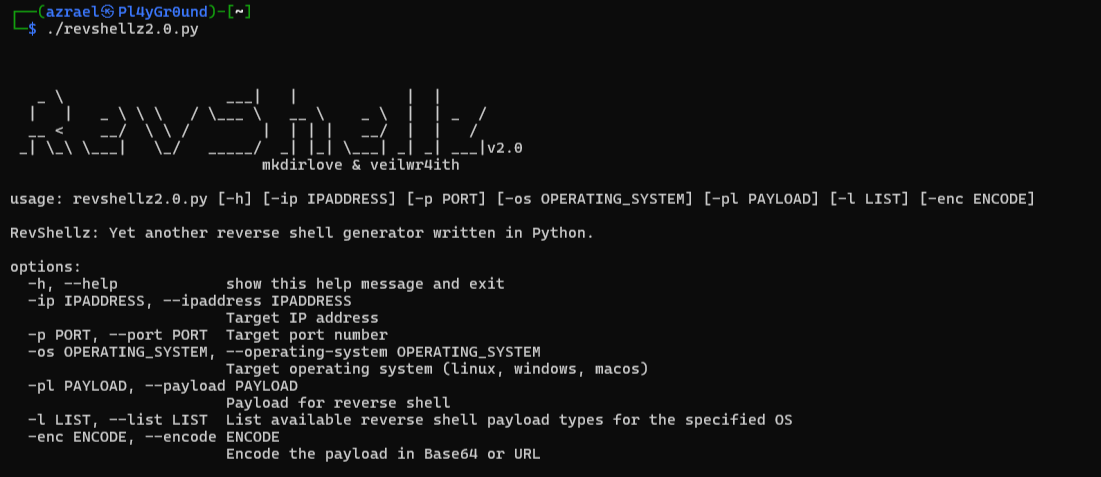 ┌──(azrael㉿Pl4yGr0und)-[~]
└─$ ./revshellz2.0.py
RevShellz
v2.0
mkdirlove & veilwr4ith
usage: revshellz2.0.py [-h] [-ip IPADDRESS] [-p PORT] [-os OPERATING_SYSTEM] [-pl PAYLOAD] [-l LIST] [-enc ENCODE]
RevShellz: Yet another reverse shell generator written in Python.
options:
-h, --help show this help message and exit
-ip IPADDRESS, --ipaddress IPADDRESS
Target IP address
-p PORT, --port PORT Target port number
-os OPERATING_SYSTEM, --operating-system OPERATING_SYSTEM
Target operating system (linux, windows, macos)
-pl PAYLOAD, --payload PAYLOAD
Payload for reverse shell
-l LIST, --list LIST List available reverse shell payload types for the specified OS
-enc ENCODE, --encode ENCODE
Encode the payload in Base64 or URL